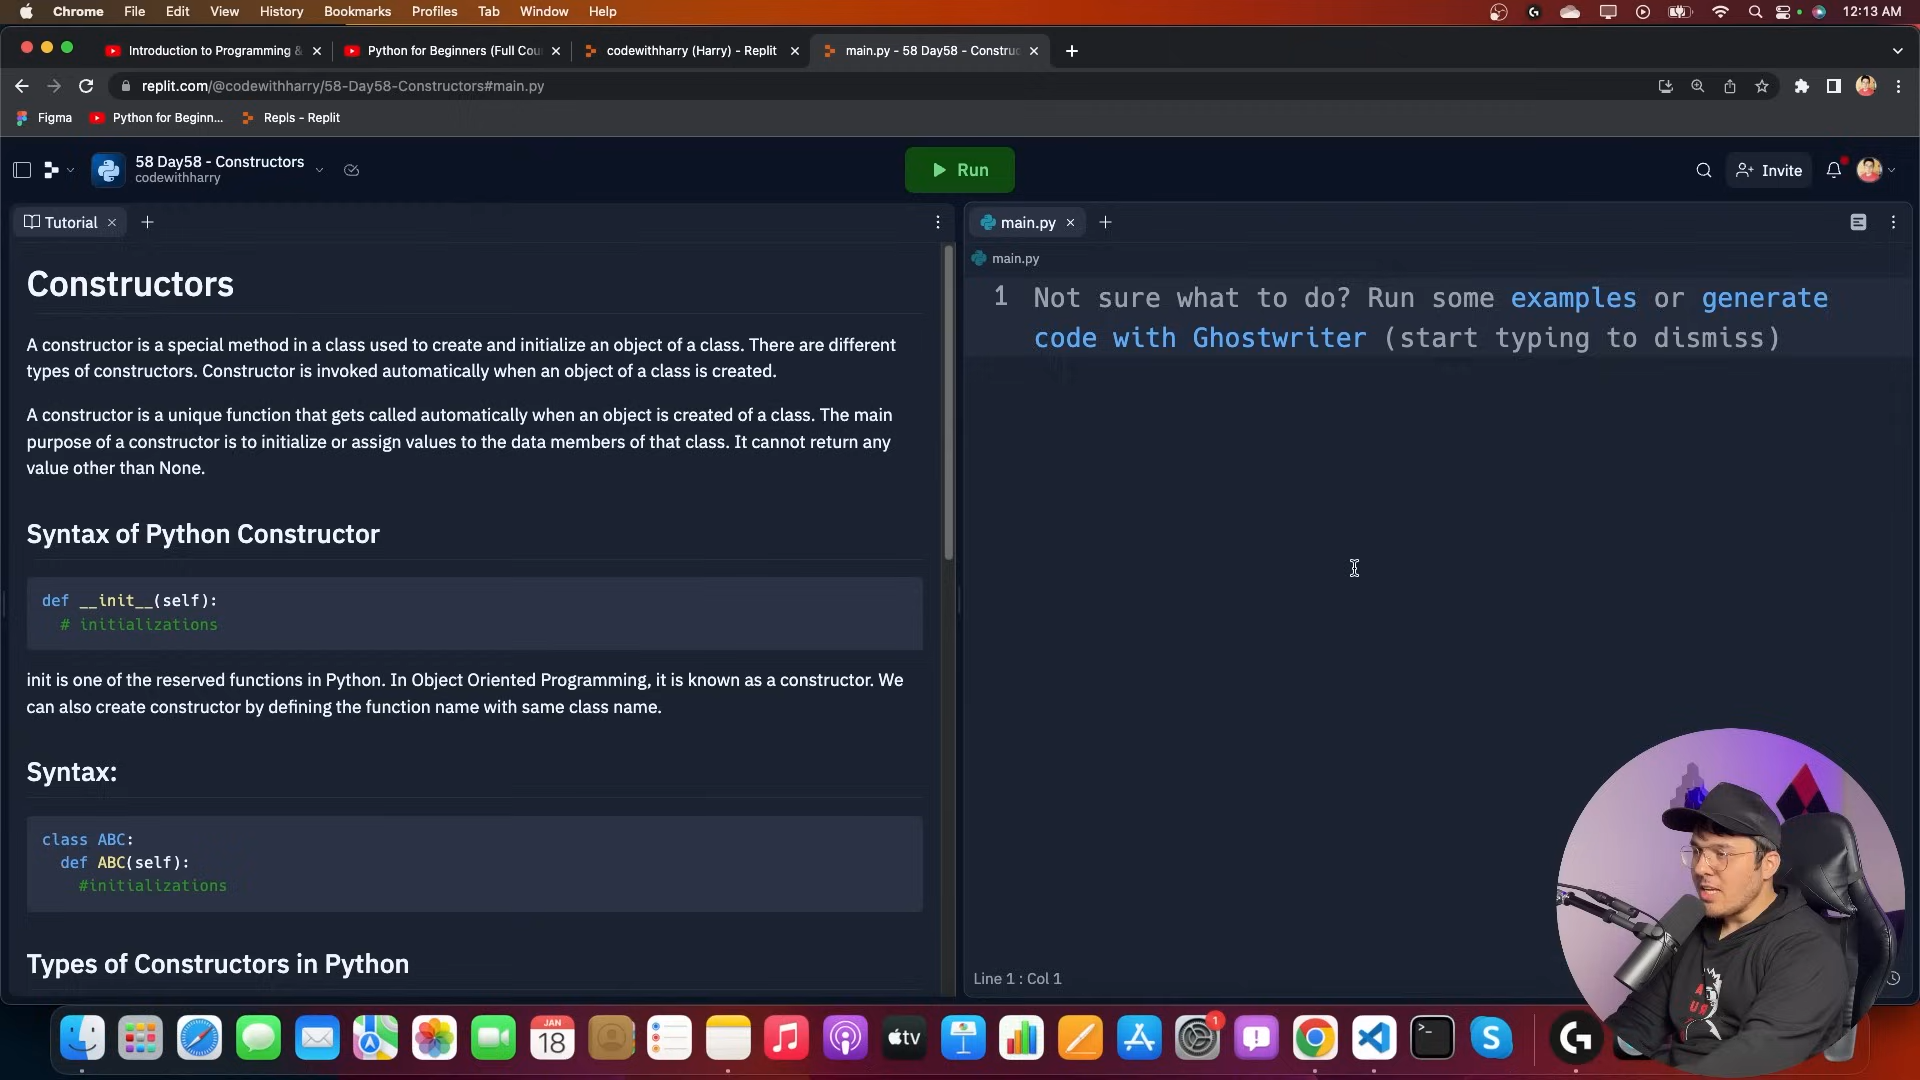 Chrome File Edit View History Bookmarks Profiles Tab Window Help 12:13 AM
Introduction to Programming & Python for Beginners (Full Cou codewithharry (Harry) - Replit main.py - 58 Day58 - Construc
replit.com/@codewithharry/58-Day58-Constructors#main.py
Figma Python for Beginn... Repls - Replit
58 Day58 - Constructors
codewithharry
Run
Invite
Tutorial
Constructors
A constructor is a special method in a class used to create and initialize an object of a class. There are different
types of constructors. Constructor is invoked automatically when an object of a class is created.
A constructor is a unique function that gets called automatically when an object is created of a class. The main
purpose of a constructor is to initialize or assign values to the data members of that class. It cannot return any
value other than None.
Syntax of Python Constructor
def __init__(self):
# initializations
init is one of the reserved functions in Python. In Object Oriented Programming, it is known as a constructor. We
can also create constructor by defining the function name with same class name.
Syntax:
class ABC:
def ABC(self):
#initializations
Types of Constructors in Python
main.py
main.py
1 Not sure what to do? Run some examples or generate
code with Ghostwriter (start typing to dismiss)
Line 1 : Col 1
JAN
18
tv
1